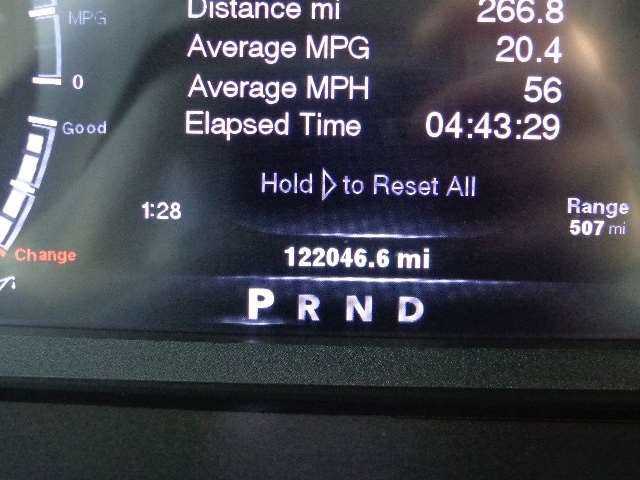 Distance mi 266.8
MPG
Average MPG 20.4
0 Average MPH 56
Good Elapsed Time 04:43:29
Hold ▷ to Reset All
1:28 Range
507 mi
Change 122046.6 mi
P R N D